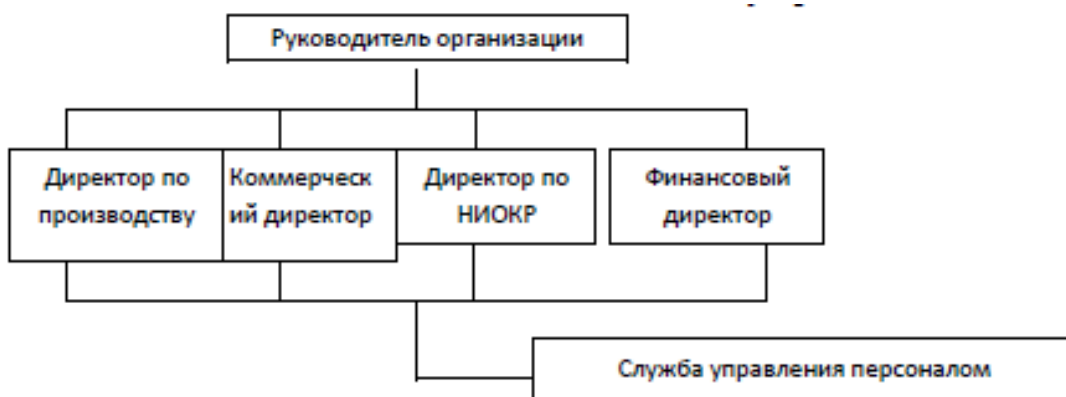 Руководитель организации
Директор по
производству
Коммерческ
ий директор
Директор по
НИОКР
Финансовый
директор
Служба управления персоналом